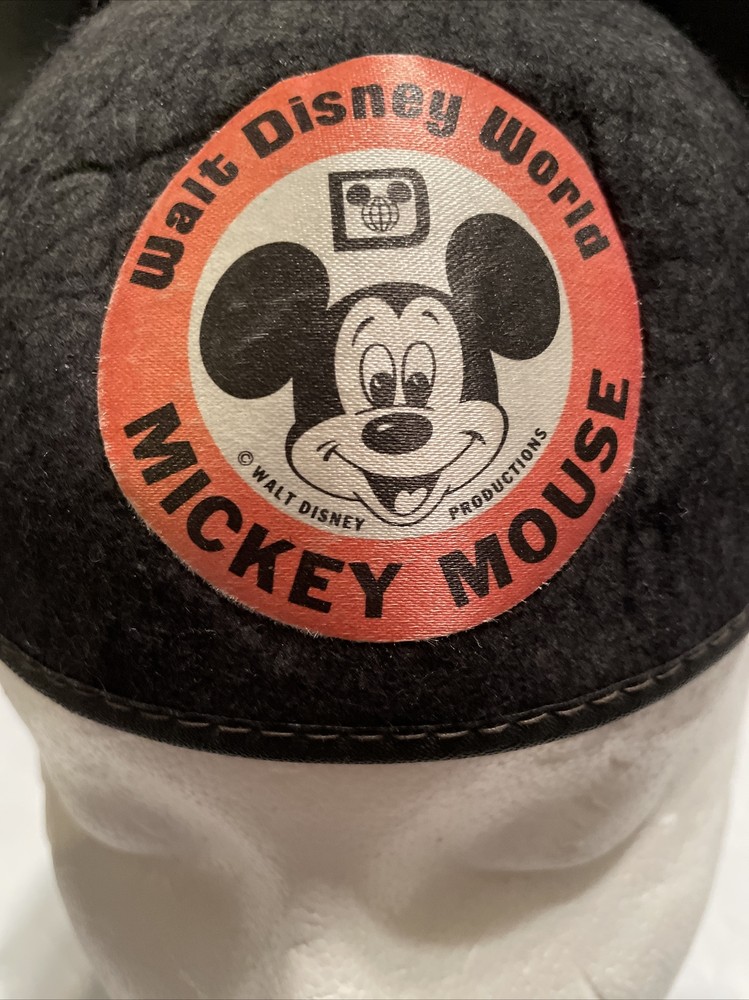 Walt Disney World
© WALT DISNEY PRODUCTIONS
MICKEY MOUSE